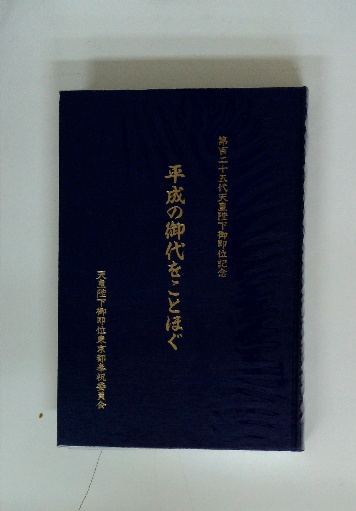 第百二十五代天皇陛下御即位記念
平成の御代をことほぐ
天皇陛下御即位東京都奉祝委員会